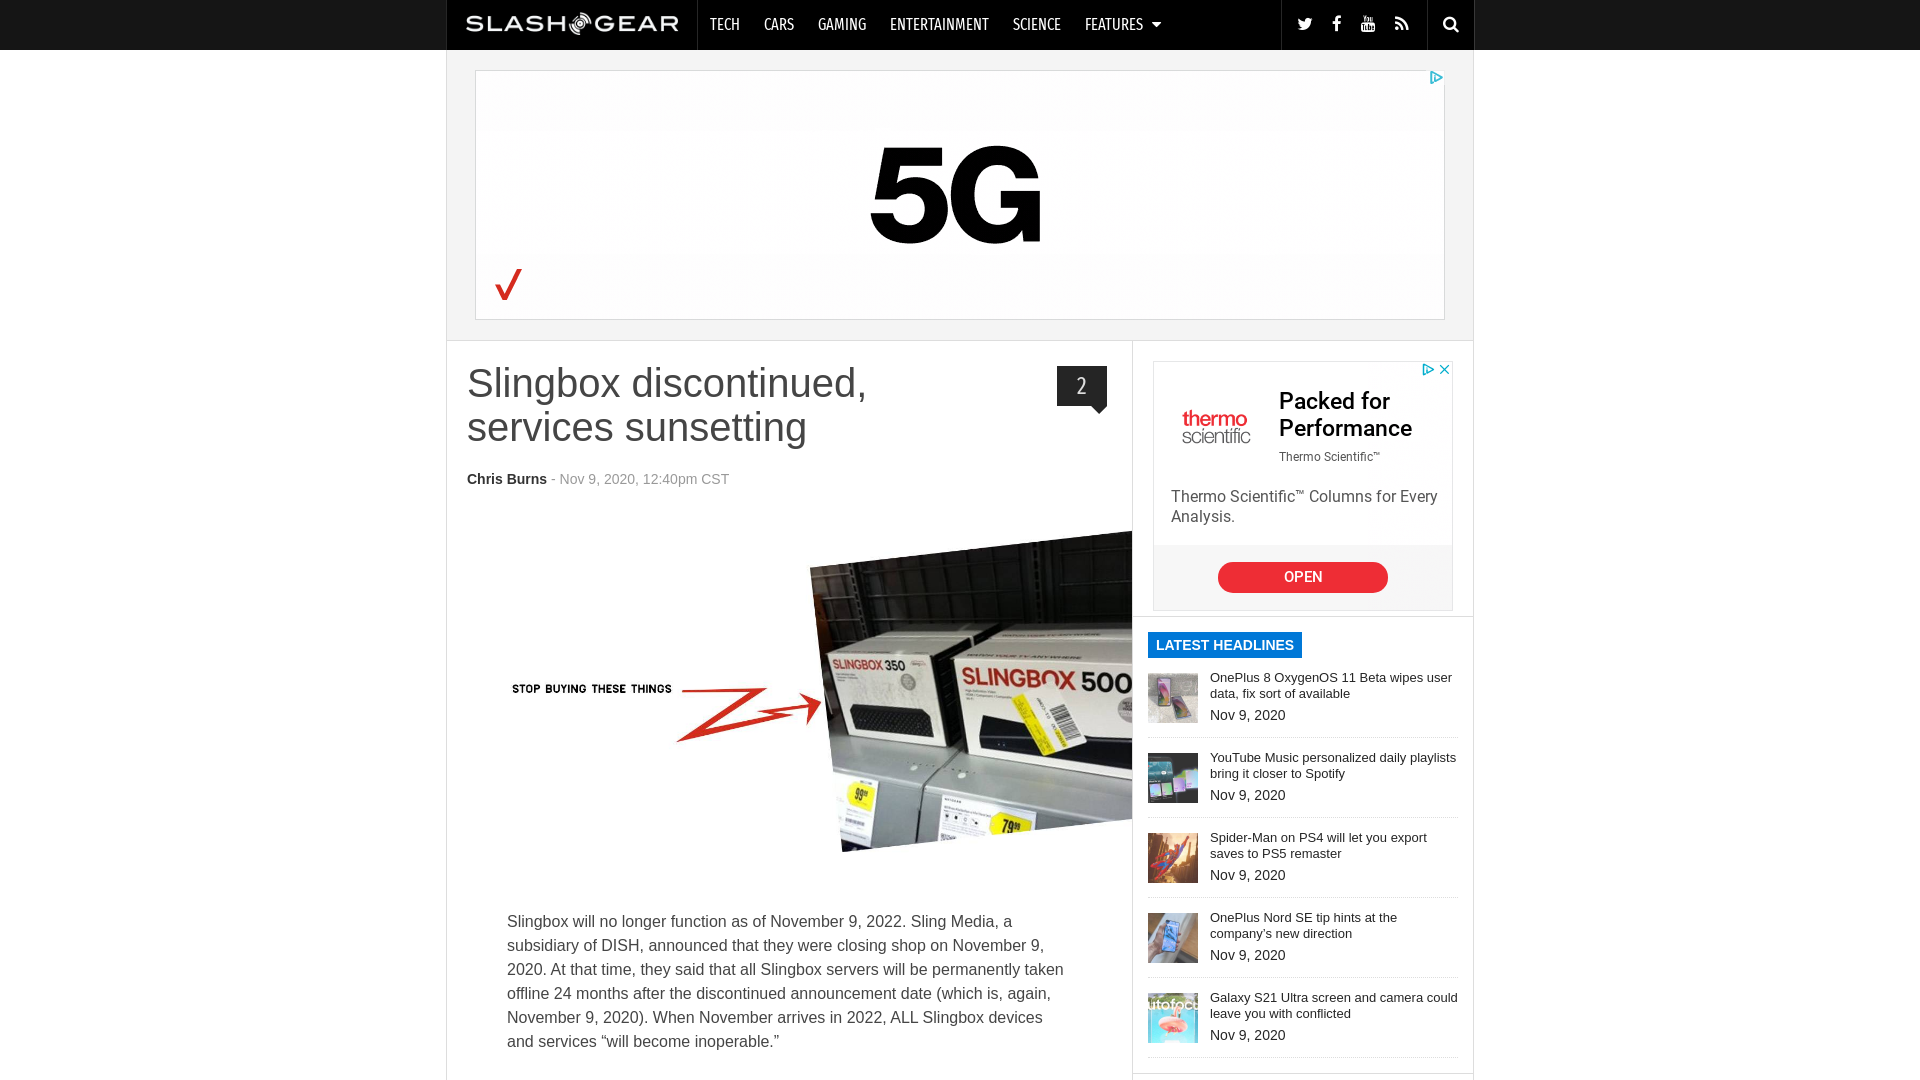 SLASHGEAR
TECH
CARS
GAMING
ENTERTAINMENT
SCIENCE
FEATURES
5G
Slingbox discontinued,
services sunsetting
2
Chris Burns - Nov 9, 2020, 12:40pm CST
STOP BUYING THESE THINGS
SLINGBOX 350
SLINGBOX 500
99⁹⁹
79⁹⁹
Slingbox will no longer function as of November 9, 2022. Sling Media, a
subsidiary of DISH, announced that they were closing shop on November 9,
2020. At that time, they said that all Slingbox servers will be permanently taken
offline 24 months after the discontinued announcement date (which is, again,
November 9, 2020). When November arrives in 2022, ALL Slingbox devices
and services “will become inoperable.”
thermo
scientific
Packed for
Performance
Thermo Scientific™
Thermo Scientific™ Columns for Every
Analysis.
OPEN
LATEST HEADLINES
OnePlus 8 OxygenOS 11 Beta wipes user
data, fix sort of available
Nov 9, 2020
YouTube Music personalized daily playlists
bring it closer to Spotify
Nov 9, 2020
Spider-Man on PS4 will let you export
saves to PS5 remaster
Nov 9, 2020
OnePlus Nord SE tip hints at the
company’s new direction
Nov 9, 2020
Galaxy S21 Ultra screen and camera could
leave you with conflicted
Nov 9, 2020